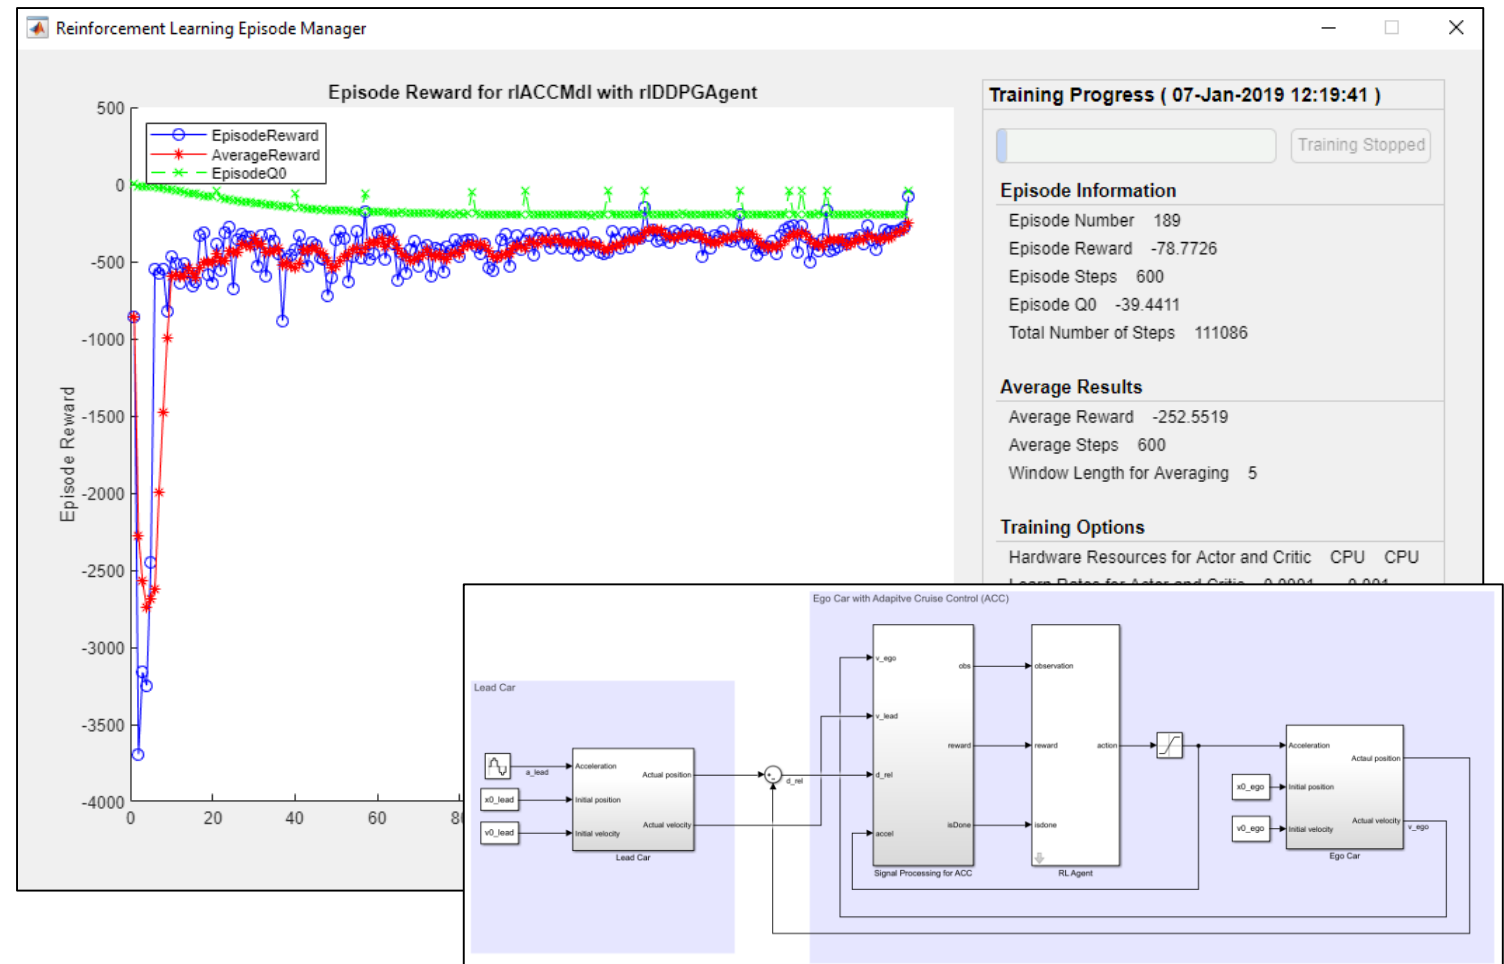 Reinforcement Learning Episode Manager
Episode Reward for rlACCMdl with rlDDPGAgent
EpisodeReward
AverageReward
EpisodeQ0
Episode Reward
500
0
-500
-1000
-1500
-2000
-2500
-3000
-3500
-4000
0 20 40 60
Training Progress ( 07-Jan-2019 12:19:41 )
Training Stopped
Episode Information
Episode Number 189
Episode Reward -78.7726
Episode Steps 600
Episode Q0 -39.4411
Total Number of Steps 111086
Average Results
Average Reward -252.5519
Average Steps 600
Window Length for Averaging 5
Training Options
Hardware Resources for Actor and Critic CPU CPU
Lead Car
a_lead
x0_lead
v0_lead
Acceleration
Initial position
Initial velocity
Actual position
Actual velocity
Lead Car
d_rel
Ego Car with Adapitve Cruise Control (ACC)
v_ego
v_lead
d_rel
accel
obs
reward
isDone
Signal Processing for ACC
observation
reward
isdone
action
RL Agent
x0_ego
v0_ego
Acceleration
Initial position
Initial velocity
Actaul position
Actual velocity
Ego Car
v_ego